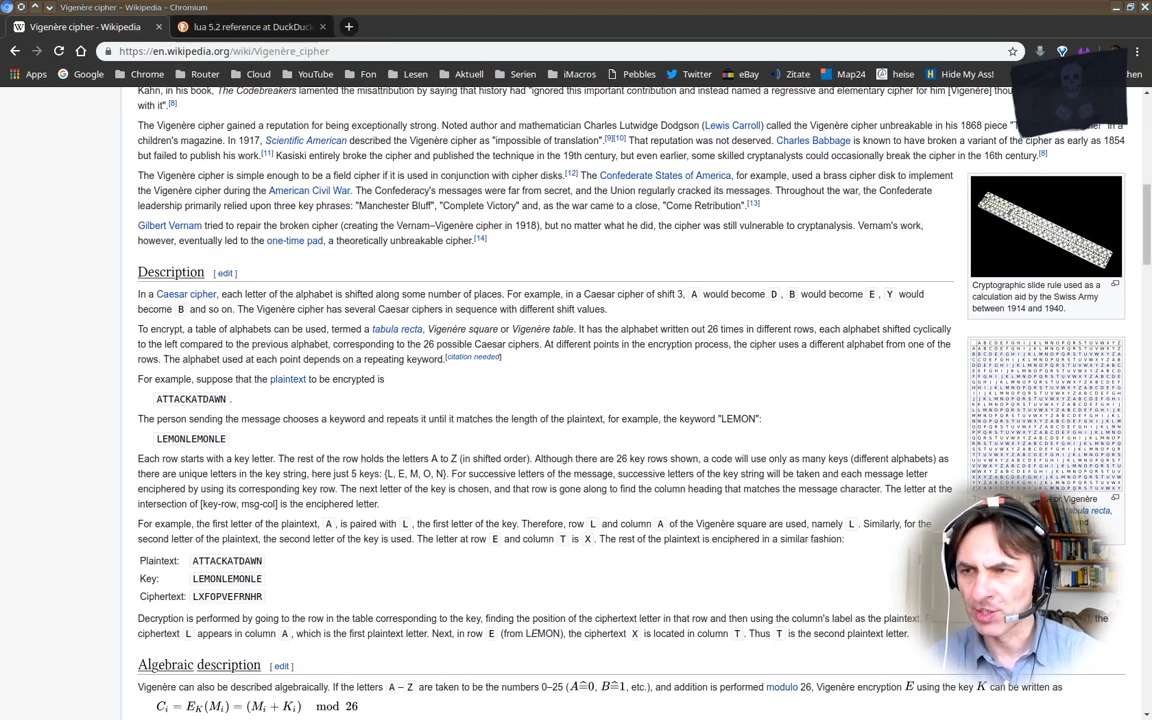 Vigenère cipher – Wikipedia – Chromium
Vigenère cipher - Wikipedia
lua 5.2 reference at DuckDuc
https://en.wikipedia.org/wiki/Vigenère_cipher
Apps Google Chrome Router Cloud YouTube Fon Lesen Aktuell Serien iMacros Pebbles Twitter eBay Zitate Map24 heise Hide My Ass!
Kahn, in his book, The Codebreakers lamented the misattribution by saying that history had "ignored this important contribution and instead named a regressive and elementary cipher for him [Vigenère]
with it".[8]
The Vigenère cipher gained a reputation for being exceptionally strong. Noted author and mathematician Charles Lutwidge Dodgson (Lewis Carroll) called the Vigenère cipher unbreakable in his 1868 piece in a
children's magazine. In 1917, Scientific American described the Vigenère cipher as "impossible of translation".[9][10] That reputation was not deserved. Charles Babbage is known to have broken a variant of the cipher as early as 1854
but failed to publish his work.[11] Kasiski entirely broke the cipher and published the technique in the 19th century, but even earlier, some skilled cryptanalysts could occasionally break the cipher in the 16th century.[8]
The Vigenère cipher is simple enough to be a field cipher if it is used in conjunction with cipher disks.[12] The Confederate States of America, for example, used a brass cipher disk to implement
the Vigenère cipher during the American Civil War. The Confederacy's messages were far from secret, and the Union regularly cracked its messages. Throughout the war, the Confederate
leadership primarily relied upon three key phrases: "Manchester Bluff", "Complete Victory" and, as the war came to a close, "Come Retribution".[13]
Gilbert Vernam tried to repair the broken cipher (creating the Vernam–Vigenère cipher in 1918), but no matter what he did, the cipher was still vulnerable to cryptanalysis. Vernam's work,
however, eventually led to the one-time pad, a theoretically unbreakable cipher.[14]
Cryptographic slide rule used as a
calculation aid by the Swiss Army
between 1914 and 1940.
Description [ edit ]
In a Caesar cipher, each letter of the alphabet is shifted along some number of places. For example, in a Caesar cipher of shift 3, A would become D, B would become E, Y would
become B and so on. The Vigenère cipher has several Caesar ciphers in sequence with different shift values.
To encrypt, a table of alphabets can be used, termed a tabula recta, Vigenère square or Vigenère table. It has the alphabet written out 26 times in different rows, each alphabet shifted cyclically
to the left compared to the previous alphabet, corresponding to the 26 possible Caesar ciphers. At different points in the encryption process, the cipher uses a different alphabet from one of the
rows. The alphabet used at each point depends on a repeating keyword.[citation needed]
For example, suppose that the plaintext to be encrypted is
ATTACKATDAWN .
The person sending the message chooses a keyword and repeats it until it matches the length of the plaintext, for example, the keyword "LEMON":
LEMONLEMONLE
Each row starts with a key letter. The rest of the row holds the letters A to Z (in shifted order). Although there are 26 key rows shown, a code will use only as many keys (different alphabets) as
there are unique letters in the key string, here just 5 keys: {L, E, M, O, N}. For successive letters of the message, successive letters of the key string will be taken and each message letter
enciphered by using its corresponding key row. The next letter of the key is chosen, and that row is gone along to find the column heading that matches the message character. The letter at the
intersection of [key-row, msg-col] is the enciphered letter.
or Vigenère
tabula recta,
For example, the first letter of the plaintext, A , is paired with L , the first letter of the key. Therefore, row L and column A of the Vigenère square are used, namely L . Similarly, for the
second letter of the plaintext, the second letter of the key is used. The letter at row E and column T is X . The rest of the plaintext is enciphered in a similar fashion:
Plaintext: ATTACKATDAWN
Key: LEMONLEMONLE
Ciphertext: LXFOPVEFRNHR
Decryption is performed by going to the row in the table corresponding to the key, finding the position of the ciphertext letter in that row and then using the column's label as the plaintext. the
ciphertext L appears in column A , which is the first plaintext letter. Next, in row E (from LEMON), the ciphertext X is located in column T . Thus T is the second plaintext letter.
Algebraic description [ edit ]
Vigenère can also be described algebraically. If the letters A – Z are taken to be the numbers 0–25 (A≙0, B≙1, etc.), and addition is performed modulo 26, Vigenère encryption E using the key K can be written as
Cᵢ = E_K(Mᵢ) = (Mᵢ + Kᵢ) mod 26